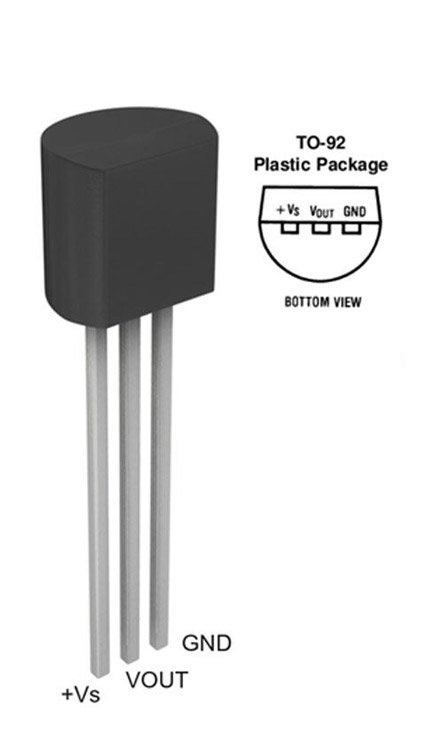 TO-92
Plastic Package
+Vs VOUT GND
BOTTOM VIEW
GND
VOUT
+Vs